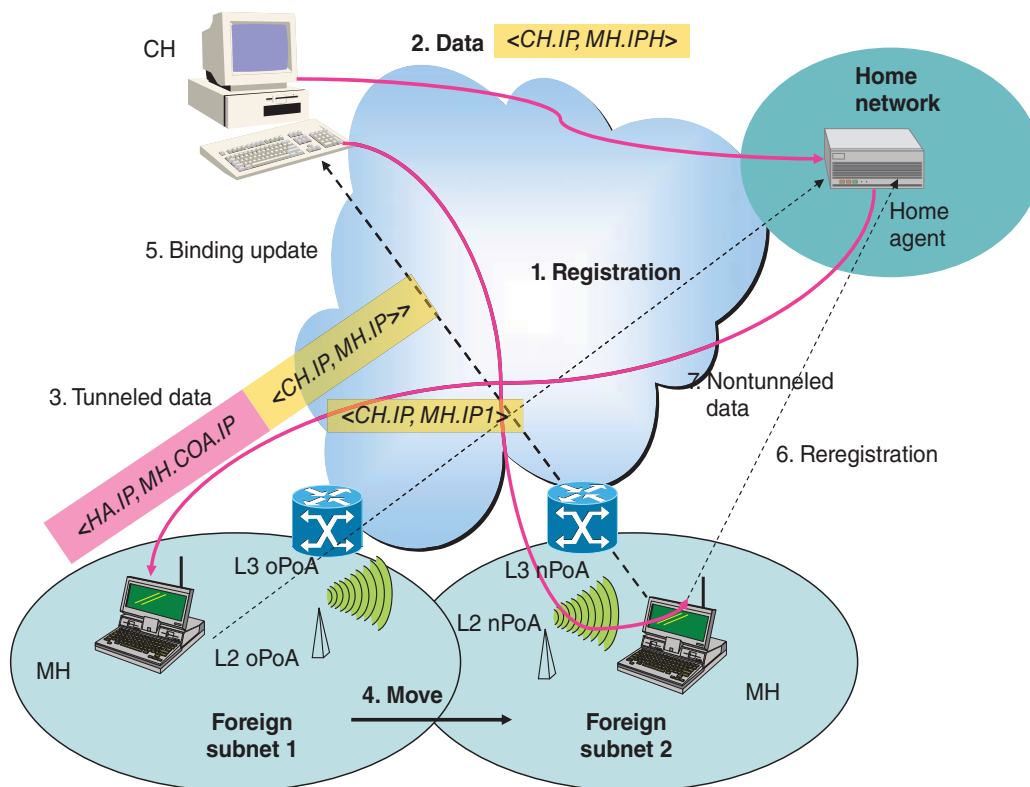 CH
2. Data <CH.IP, MH.IPH>
Home
network
Home
agent
5. Binding update
1. Registration
<CH.IP, MH.IP>>
<HA.IP, MH.COA.IP
3. Tunneled data
<CH.IP, MH.IP1>
7. Nontunneled
data
6. Reregistration
L3 oPoA
L3 nPoA
L2 oPoA
L2 nPoA
MH
MH
4. Move
Foreign
subnet 1
Foreign
subnet 2